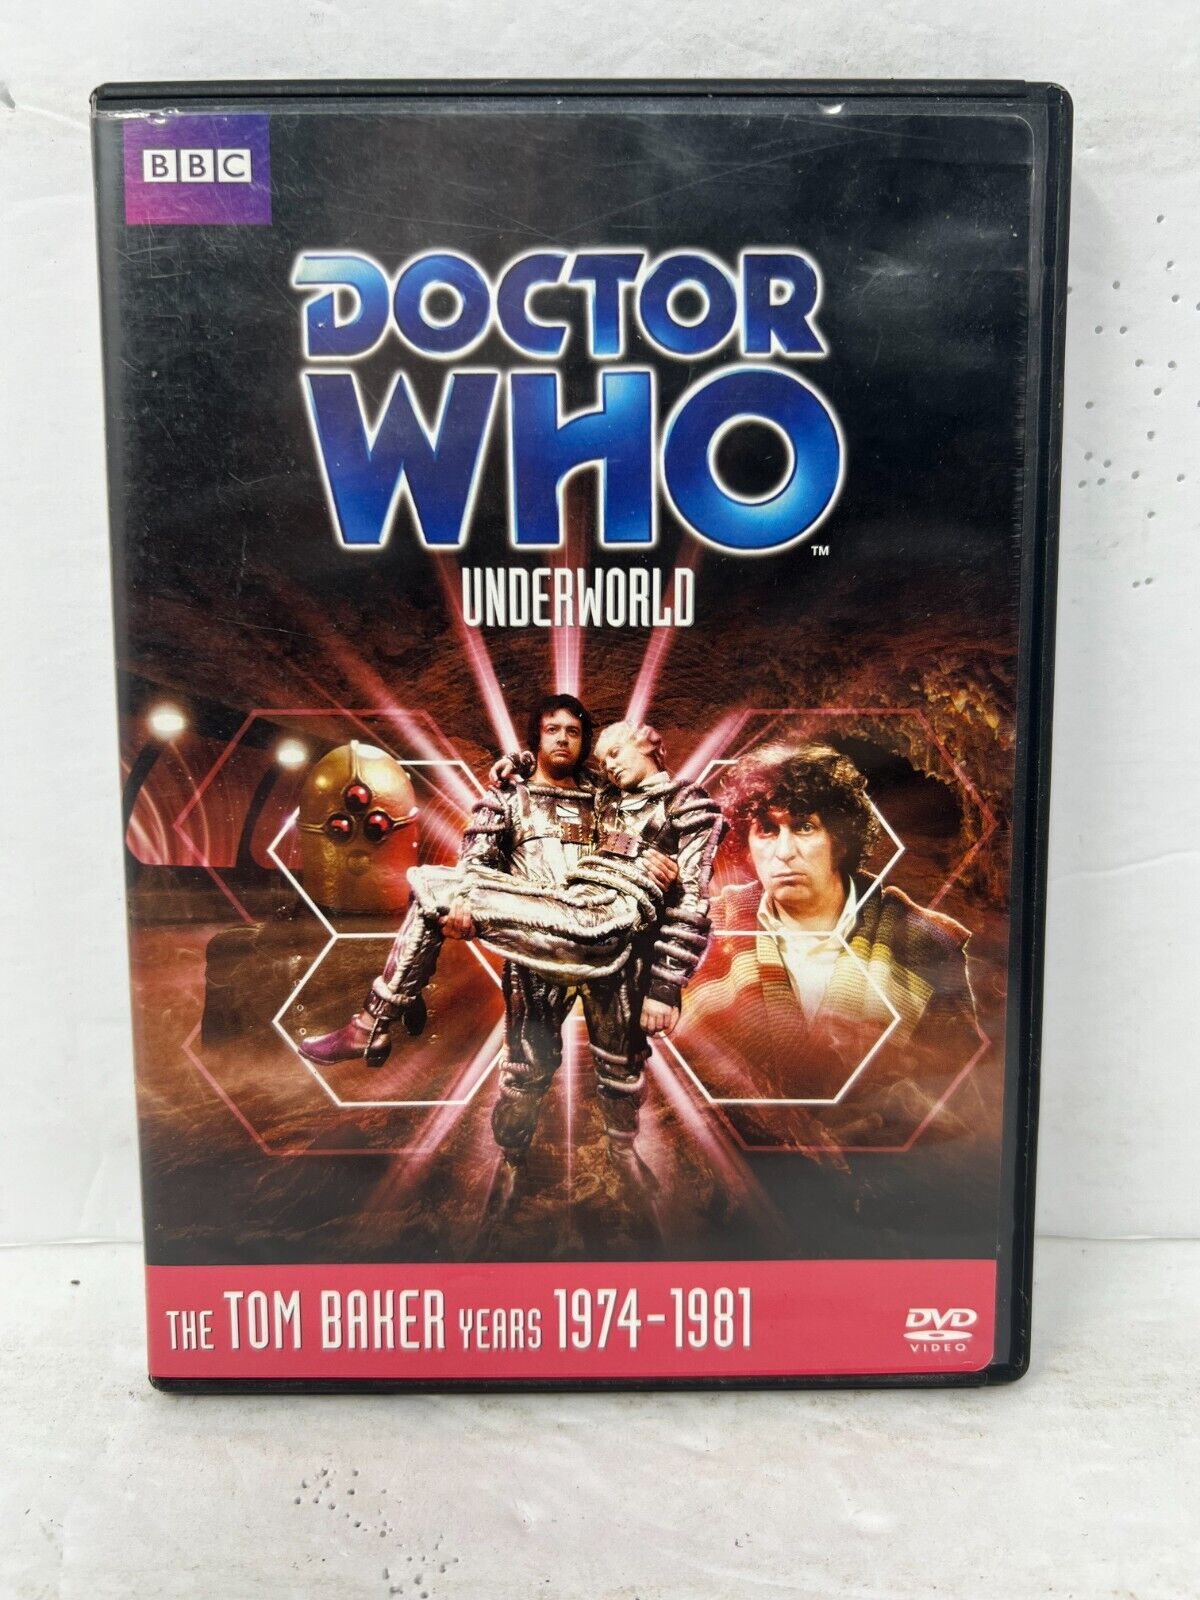 BBC
DOCTOR
WHO
™
UNDERWORLD
THE TOM BAKER YEARS 1974-1981
DVD
VIDEO